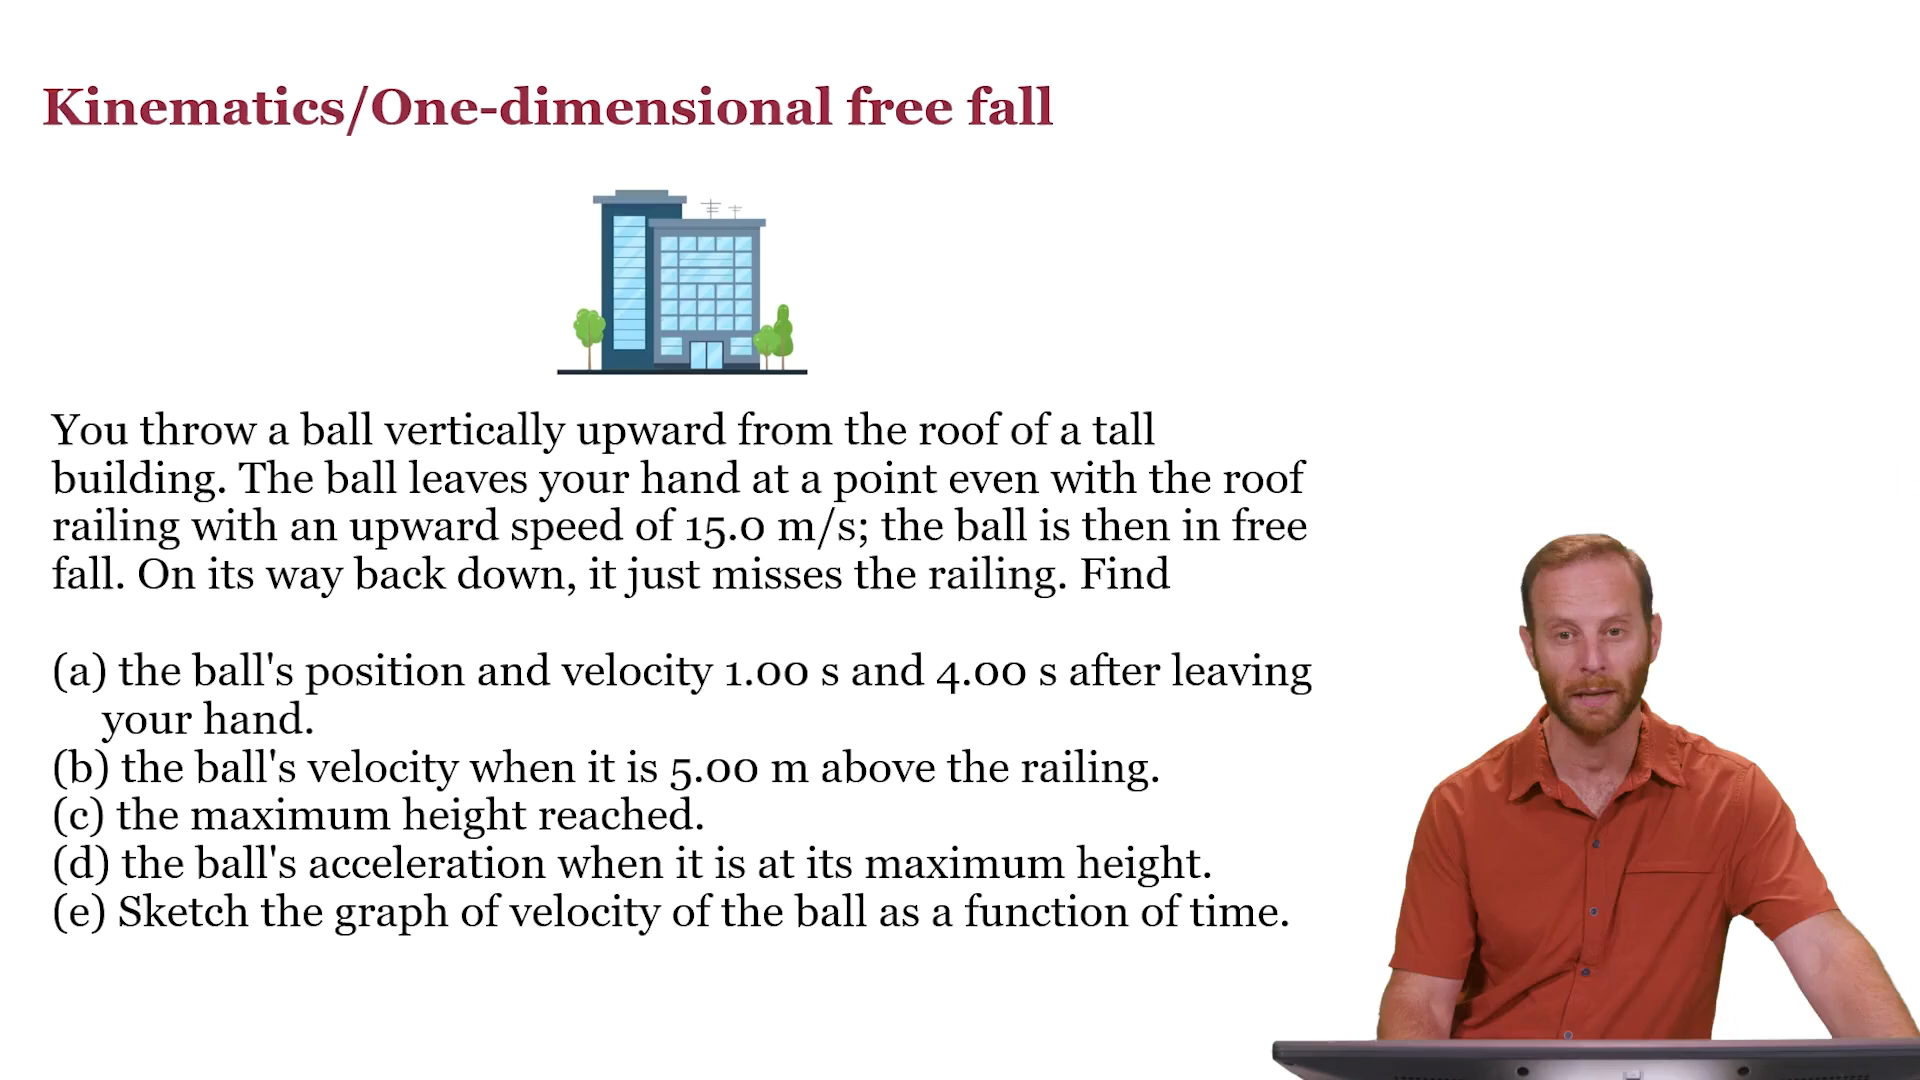 Kinematics/One-dimensional free fall
You throw a ball vertically upward from the roof of a tall
building. The ball leaves your hand at a point even with the roof
railing with an upward speed of 15.0 m/s; the ball is then in free
fall. On its way back down, it just misses the railing. Find
(a) the ball's position and velocity 1.00 s and 4.00 s after leaving
your hand.
(b) the ball's velocity when it is 5.00 m above the railing.
(c) the maximum height reached.
(d) the ball's acceleration when it is at its maximum height.
(e) Sketch the graph of velocity of the ball as a function of time.